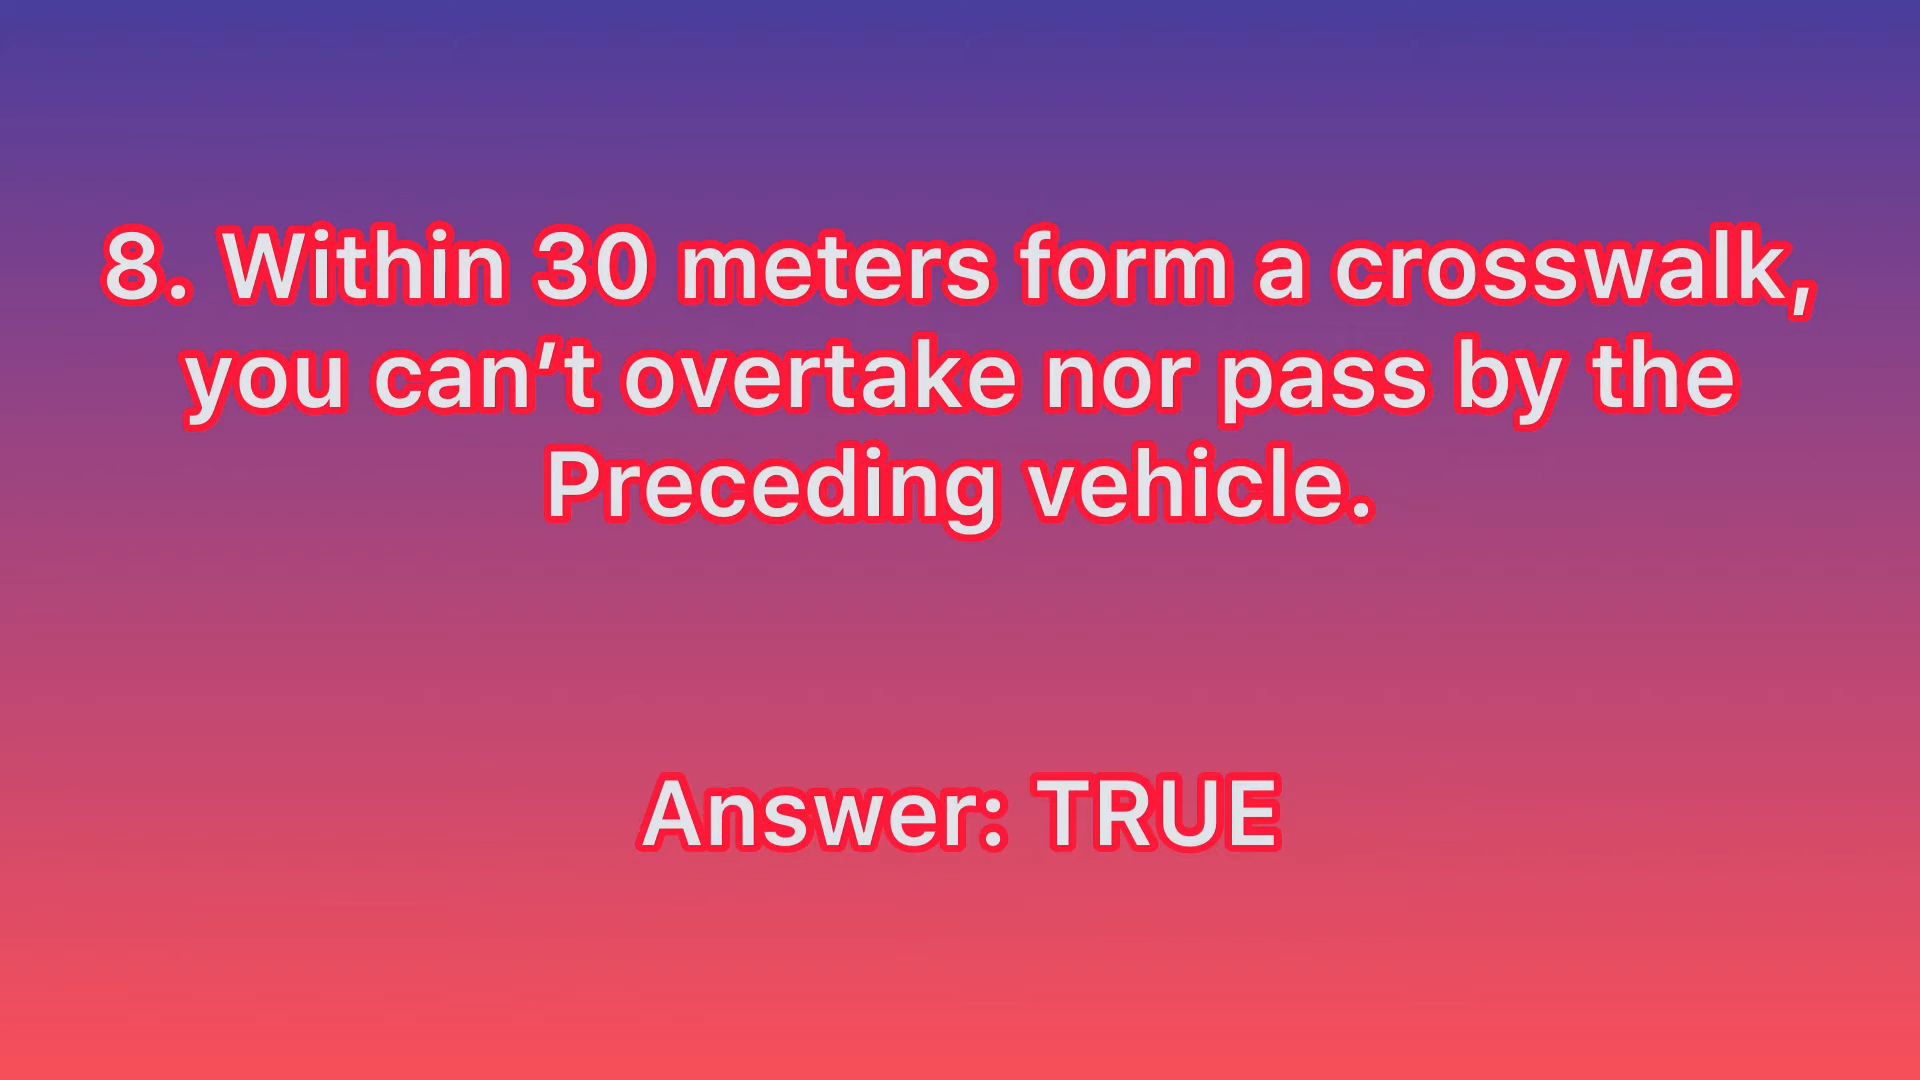 8. Within 30 meters form a crosswalk,
you can’t overtake nor pass by the
Preceding vehicle.
Answer: TRUE